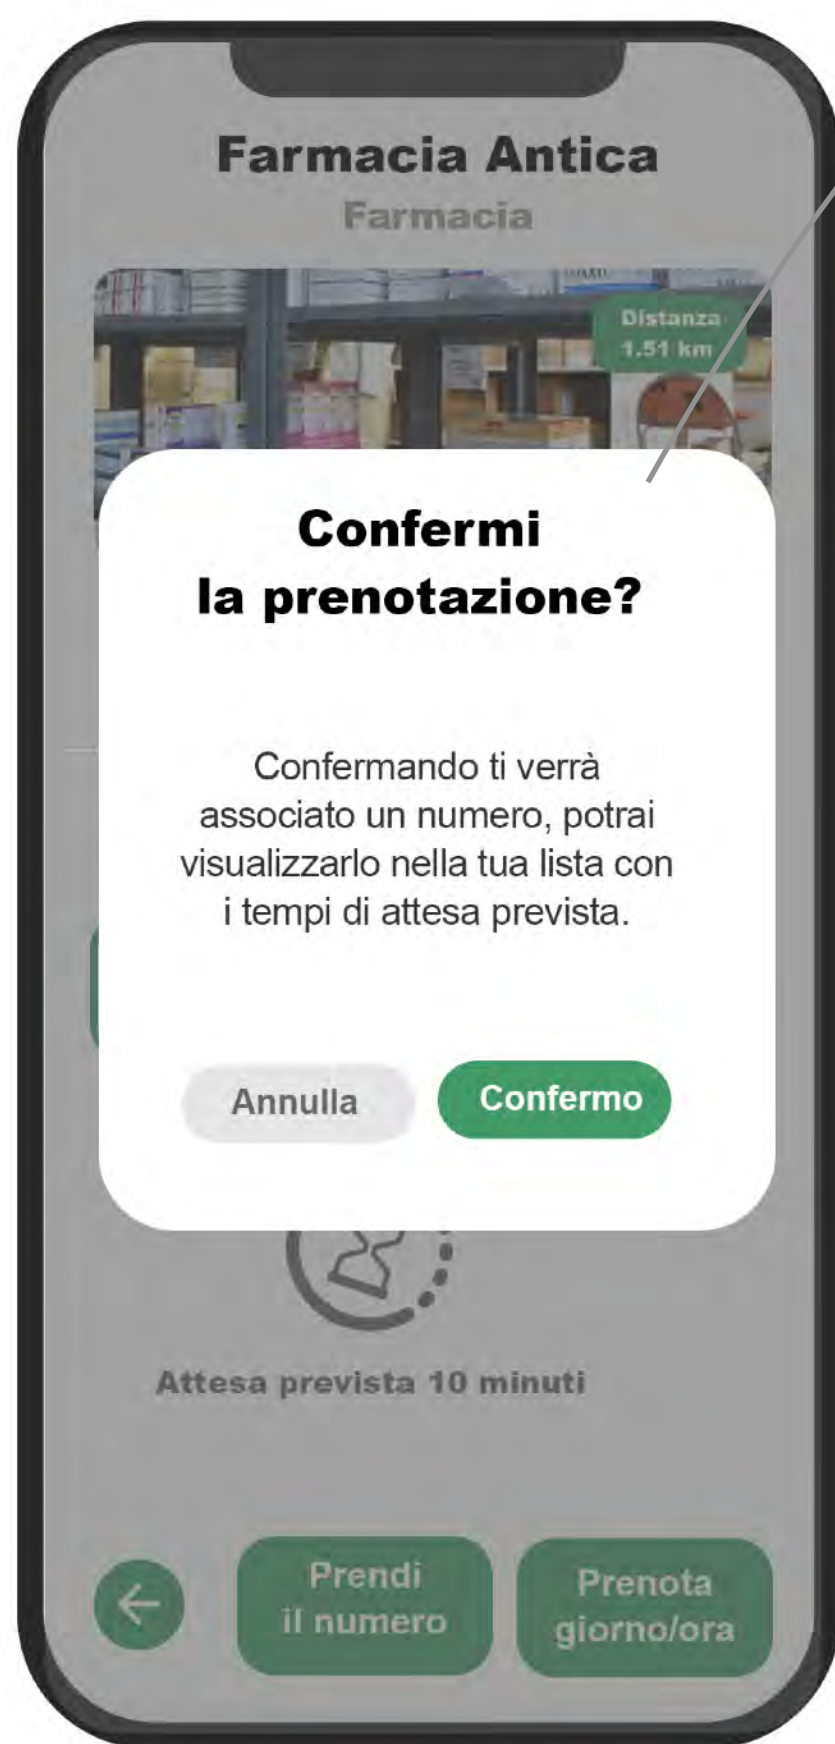 Farmacia Antica
Farmacia
Distanza
1.51 km
Confermi
la prenotazione?
Confermando ti verrà
associato un numero, potrai
visualizzarlo nella tua lista con
i tempi di attesa prevista.
Annulla
Confermo
Attesa prevista 10 minuti
Prendi
il numero
Prenota
giorno/ora